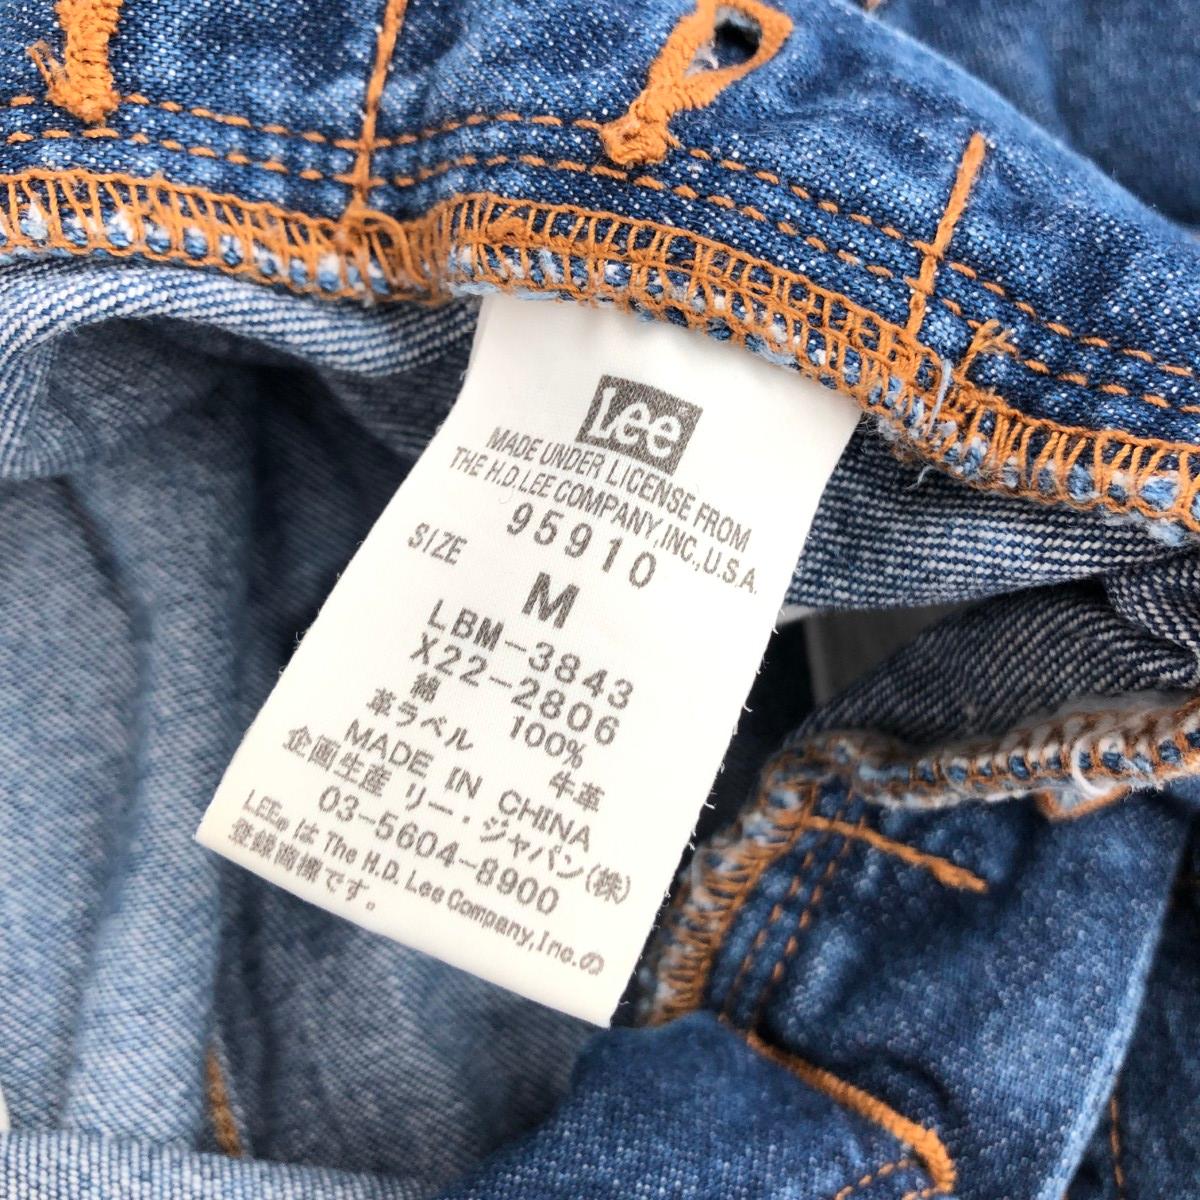 Lee
MADE UNDER LICENSE FROM
THE H.D.LEE COMPANY,INC.,U.S.A.
95910
SIZE
M
LBM-3843
X22-2806
綿 100%
革ラベル 牛革
MADE IN CHINA
企画生産 リー・ジャパン(株)
03-5604-8900
LEE® は The H.D. Lee Company,Inc.の
登録商標です。